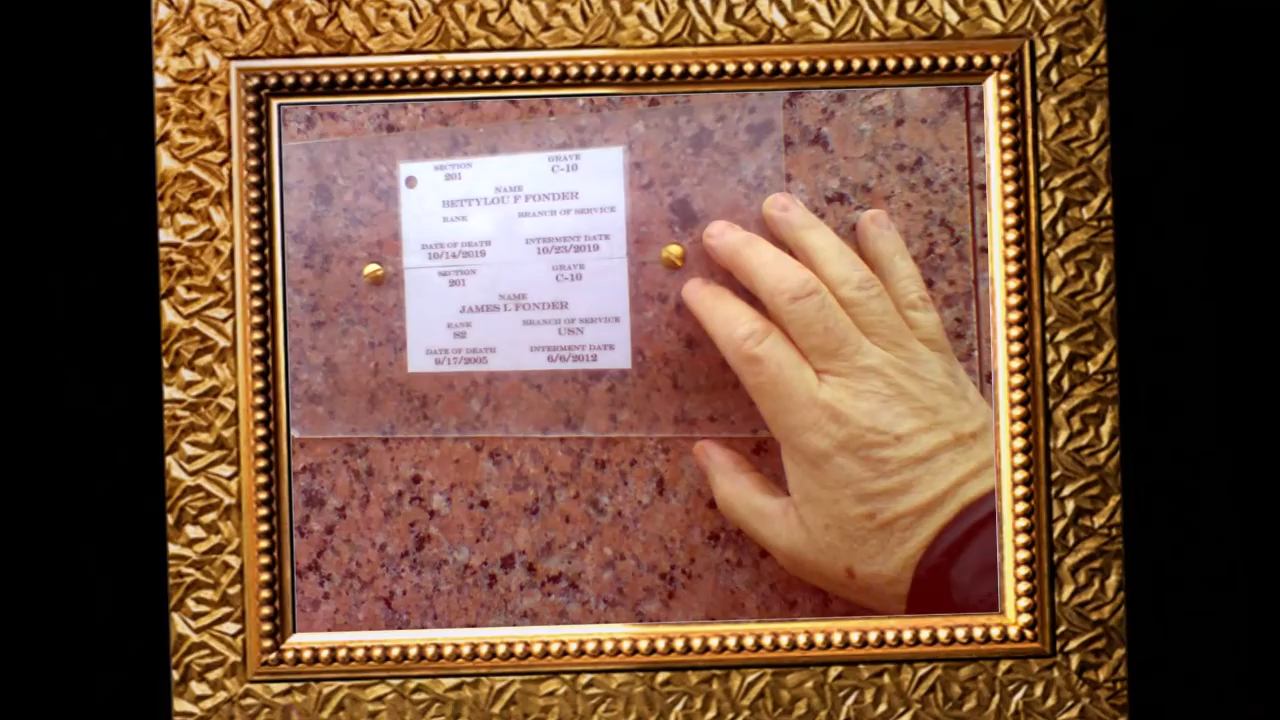 SECTION GRAVE
201 C-10
NAME
BETTYLOU F FONDER
RANK BRANCH OF SERVICE
DATE OF DEATH INTERMENT DATE
10/14/2019 10/23/2019
SECTION GRAVE
201 C-10
NAME
JAMES L FONDER
RANK BRANCH OF SERVICE
S2 USN
DATE OF DEATH INTERMENT DATE
9/17/2005 6/6/2012